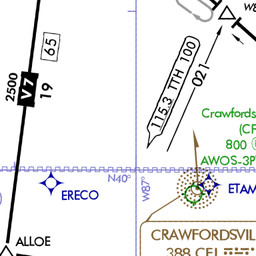 W8
65
2500
V7
19
115.3 TTH 100
021
Crawfords
(CF
800
AWOS-3P
N40°
W87°
ERECO
ETAM
ALLOE
CRAWFORDSVIL
388 CFJ